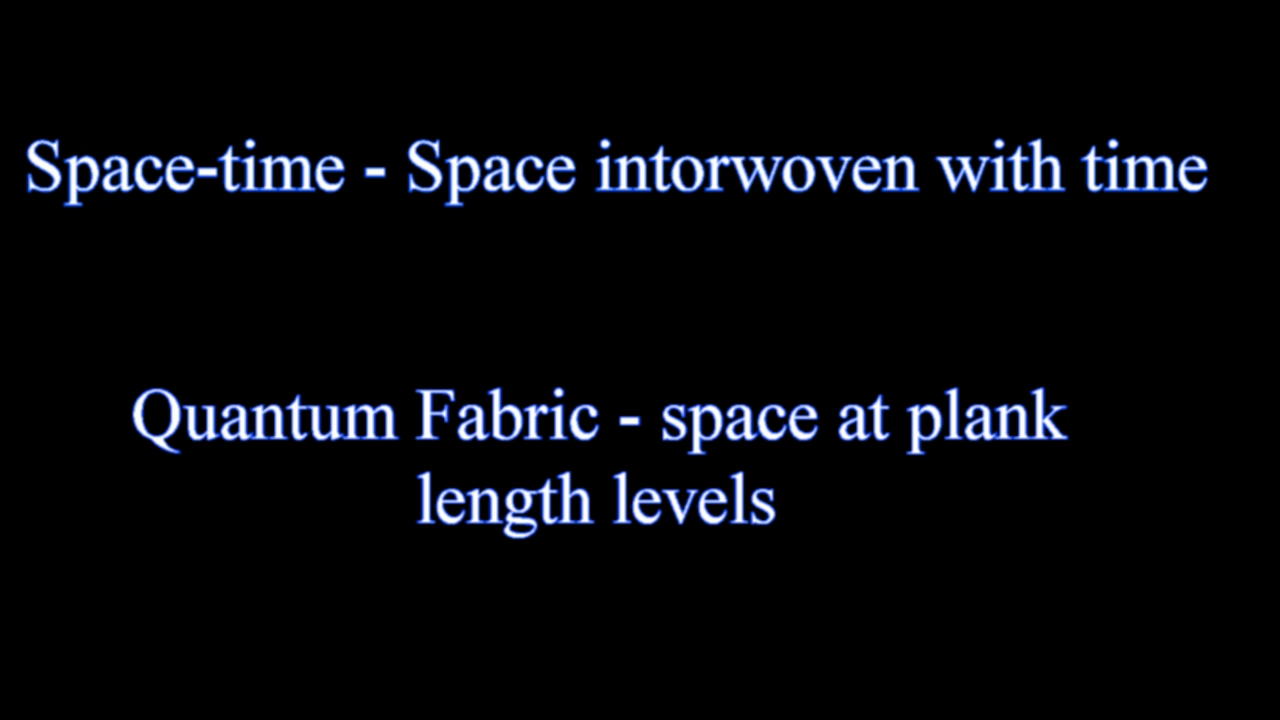 Space-time - Space intorwoven with time
Quantum Fabric - space at plank
length levels